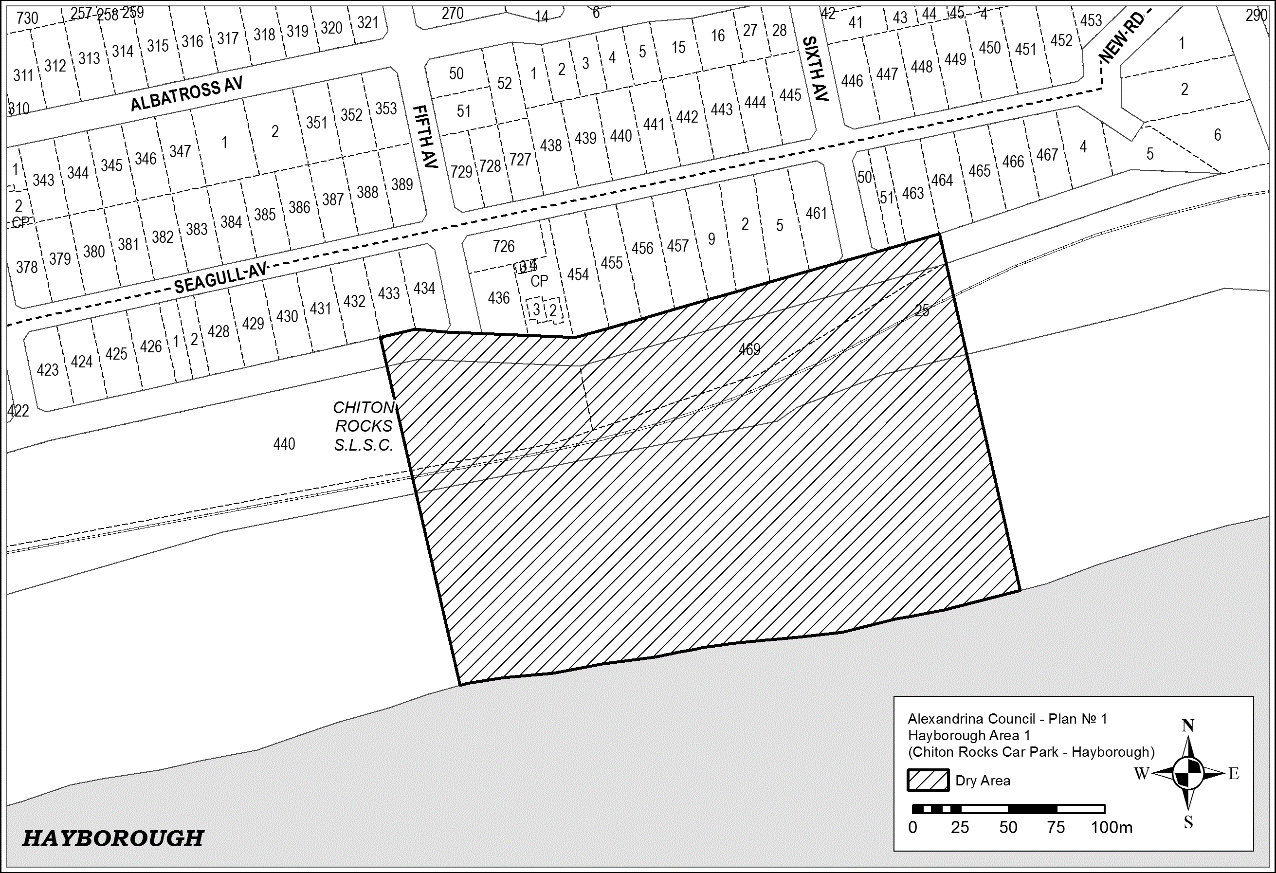 730 257 258 259 270 14 6 42 41 43 44 45 4 453 290
311 312 313 314 315 316 317 318 319 320 321
310
ALBATROSS AV
FIFTH AV
SIXTH AV
NEW RD
50 52 1 2 3 4 5 15 16 27 28
51
446 447 448 449 450 451 452
1
2
6
5
1 343 344 345 346 347 1 2 351 352 353
2
CP
729 728 727 438 439 440 441 442 443 444 445
378 379 380 381 382 383 384 385 386 387 388 389
SEAGULL AV
50 51 463 464 465 466 467 4
726
34
CP
436 3 2 454 455 456 457 9 2 5 461
423 424 425 426 1 2 428 429 430 431 432 433 434
422
25
469
CHITON
ROCKS
S.L.S.C.
440
Alexandrina Council - Plan № 1
Hayborough Area 1
(Chiton Rocks Car Park - Hayborough)
Dry Area
0 25 50 75 100m
N
W E
S
HAYBOROUGH